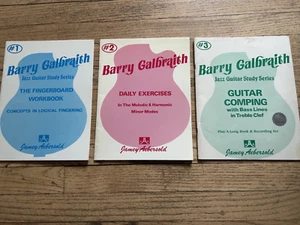 #1
Barry Galbraith
Jazz Guitar Study Series
THE FINGERBOARD
WORKBOOK
CONCEPTS IN LOGICAL FINGERING
Jamey Aebersold
#2
Barry Galbraith
DAILY EXERCISES
In The Melodic & Harmonic
Minor Modes
Jamey Aebersold
#3
Barry Galbraith
Jazz Guitar Study Series
GUITAR
COMPING
with Bass Lines
in Treble Clef
Jamey Aebersold